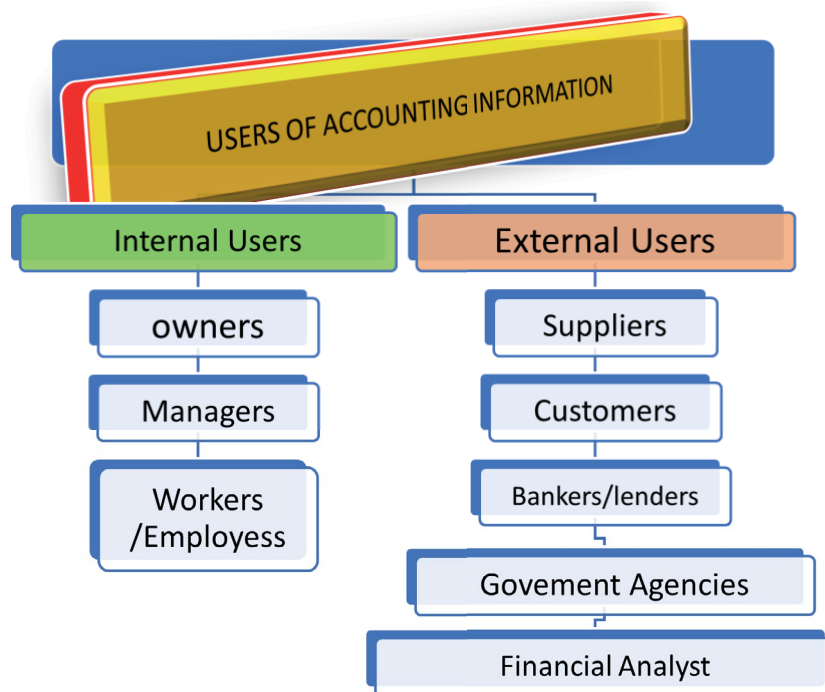 USERS OF ACCOUNTING INFORMATION
Internal Users
owners
Managers
Workers
/Employess
External Users
Suppliers
Customers
Bankers/lenders
Govement Agencies
Financial Analyst